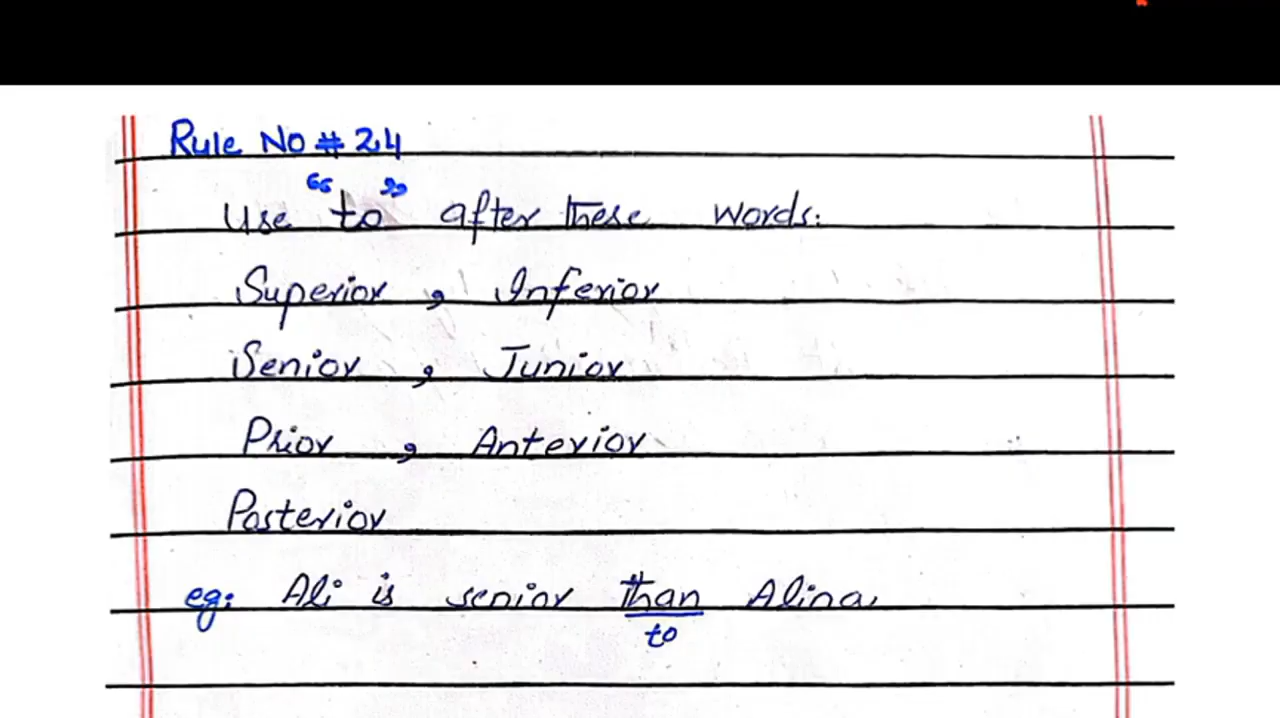 Rule No # 24
Use "to" after these words:
Superior, Inferior
Senior, Junior
Prior, Anterior
Posterior
eg: Ali is senior than Alina.
to